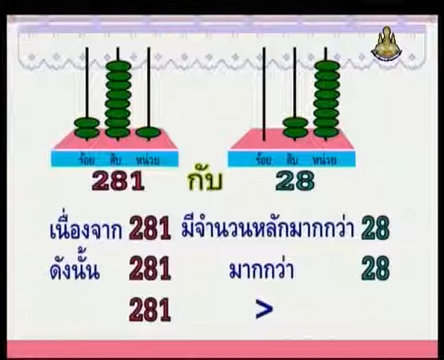 ร้อย สิบ หน่วย ร้อย สิบ หน่วย
281 กับ 28
เนื่องจาก 281 มีจำนวนหลักมากกว่า 28
ดังนั้น 281 มากกว่า 28
281 >